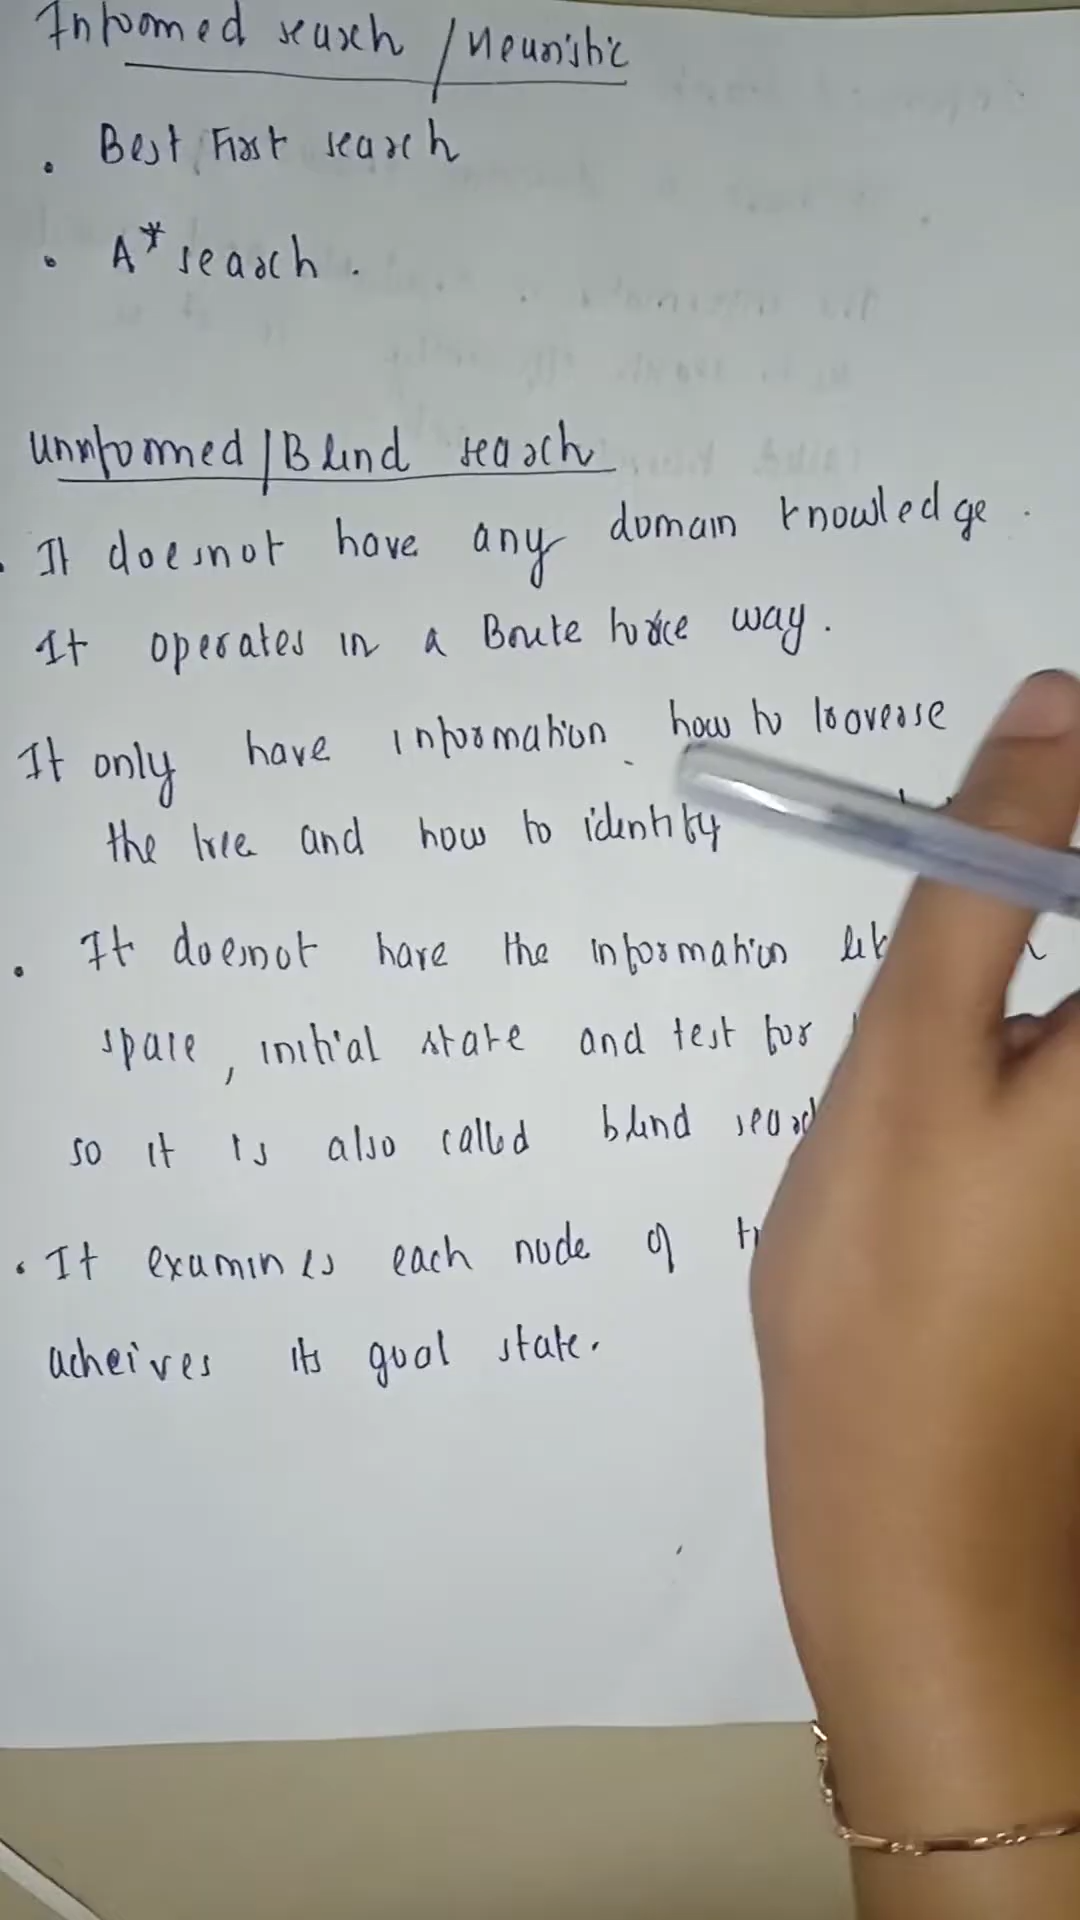 Informed search / Heuristic
. Best First search
. A* search.
Uninformed / Blind search
. It doesnot have any domain knowledge.
It operates in a Brute force way.
It only have information how to traverse
the tree and how to identify
. It doesnot have the information
space, initial state and test for
so it is also called blind search
. It examines each node of
acheives its goal state.